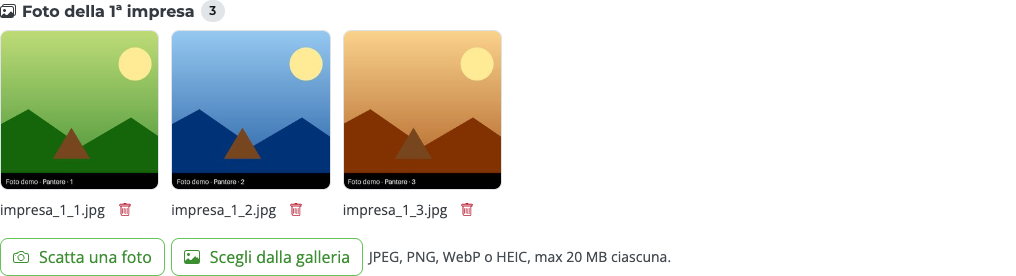 Foto della 1ª impresa 3
Foto demo · Pantere · 1
Foto demo · Pantere · 2
Foto demo · Pantere · 3
impresa_1_1.jpg
impresa_1_2.jpg
impresa_1_3.jpg
Scatta una foto
Scegli dalla galleria
JPEG, PNG, WebP o HEIC, max 20 MB ciascuna.